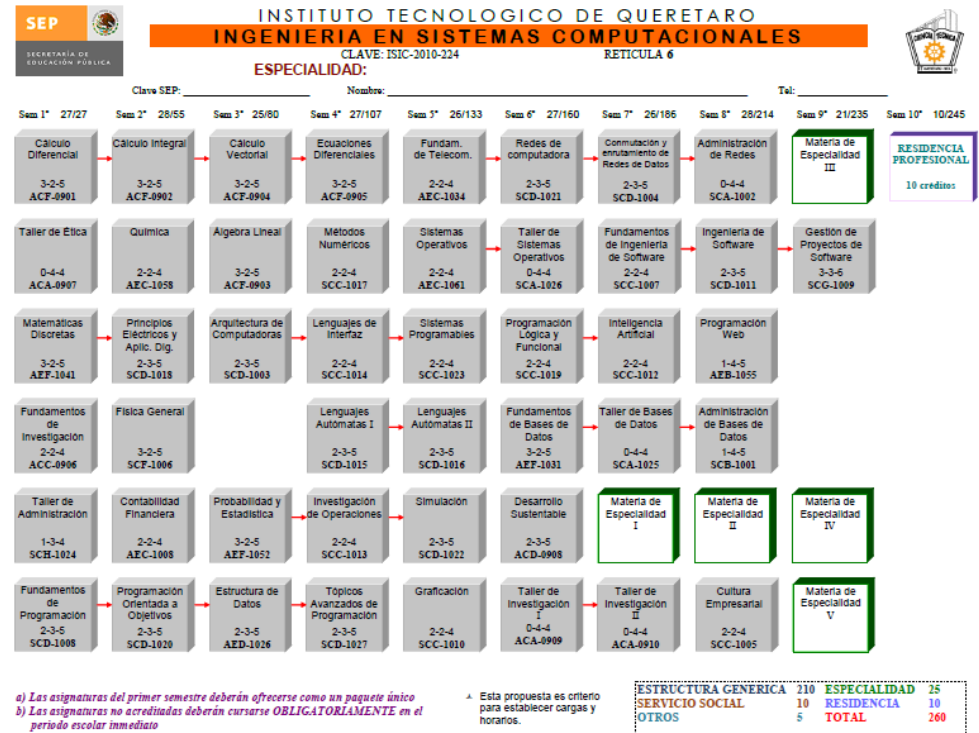 SEP
SECRETARÍA DE
EDUCACIÓN PÚBLICA
INSTITUTO TECNOLOGICO DE QUERETARO
INGENIERIA EN SISTEMAS COMPUTACIONALES
CLAVE: ISIC-2010-224 RETICULA 6
ESPECIALIDAD:
Clave SEP: Nombre: Tel:
Sem 1° 27/27 Sem 2° 28/55 Sem 3° 25/80 Sem 4° 27/107 Sem 5° 26/133 Sem 6° 27/160 Sem 7° 26/186 Sem 8° 28/214 Sem 9° 21/235 Sem 10° 10/245
Cálculo
Diferencial
3-2-5
ACF-0901
Cálculo Integral
3-2-5
ACF-0902
Cálculo
Vectorial
3-2-5
ACF-0904
Ecuaciones
Diferenciales
3-2-5
ACF-0905
Fundam.
de Telecom.
2-2-4
AEC-1034
Redes de
computadora
2-3-5
SCD-1021
Conmutación y
enrutamiento de
Redes de Datos
2-3-5
SCD-1004
Administración
de Redes
0-4-4
SCA-1002
Materia de
Especialidad
III
RESIDENCIA
PROFESIONAL
10 créditos
Taller de Ética
0-4-4
ACA-0907
Química
2-2-4
AEC-1058
Álgebra Lineal
3-2-5
ACF-0903
Métodos
Numéricos
2-2-4
SCC-1017
Sistemas
Operativos
2-2-4
AEC-1061
Taller de
Sistemas
Operativos
0-4-4
SCA-1026
Fundamentos
de Ingeniería
de Software
2-2-4
SCC-1007
Ingeniería de
Software
2-3-5
SCD-1011
Gestión de
Proyectos de
Software
3-3-6
SCG-1009
Matemáticas
Discretas
3-2-5
AEF-1041
Principios
Eléctricos y
Aplic. Dig.
2-3-5
SCD-1018
Arquitectura de
Computadoras
2-3-5
SCD-1003
Lenguajes de
Interfaz
2-2-4
SCC-1014
Sistemas
Programables
2-2-4
SCC-1023
Programación
Lógica y
Funcional
2-2-4
SCC-1019
Inteligencia
Artificial
2-2-4
SCC-1012
Programación
Web
1-4-5
AEB-1055
Fundamentos
de
Investigación
2-2-4
ACC-0906
Física General
3-2-5
SCF-1006
Lenguajes
Autómatas I
2-3-5
SCD-1015
Lenguajes
Autómatas II
2-3-5
SCD-1016
Fundamentos
de Bases de
Datos
3-2-5
AEF-1031
Taller de Bases
de Datos
0-4-4
SCA-1025
Administración
de Bases de
Datos
1-4-5
SCB-1001
Taller de
Administración
1-3-4
SCH-1024
Contabilidad
Financiera
2-2-4
AEC-1008
Probabilidad y
Estadística
3-2-5
AEF-1052
Investigación
de Operaciones
2-2-4
SCC-1013
Simulación
2-3-5
SCD-1022
Desarrollo
Sustentable
2-3-5
ACD-0908
Materia de
Especialidad
I
Materia de
Especialidad
II
Materia de
Especialidad
IV
Fundamentos
de
Programación
2-3-5
SCD-1008
Programación
Orientada a
Objetivos
2-3-5
SCD-1020
Estructura de
Datos
2-3-5
AED-1026
Tópicos
Avanzados de
Programación
2-3-5
SCD-1027
Graficación
2-2-4
SCC-1010
Taller de
Investigación
I
0-4-4
ACA-0909
Taller de
Investigación
II
0-4-4
ACA-0910
Cultura
Empresarial
2-2-4
SCC-1005
Materia de
Especialidad
V
a) Las asignaturas del primer semestre deberán ofrecerse como un paquete único
b) Las asignaturas no acreditadas deberán cursarse OBLIGATORIAMENTE en el
periodo escolar inmediato
Esta propuesta es criterio
para establecer cargas y
horarios.
ESTRUCTURA GENERICA 210 ESPECIALIDAD 25
SERVICIO SOCIAL 10 RESIDENCIA 10
OTROS 5 TOTAL 260